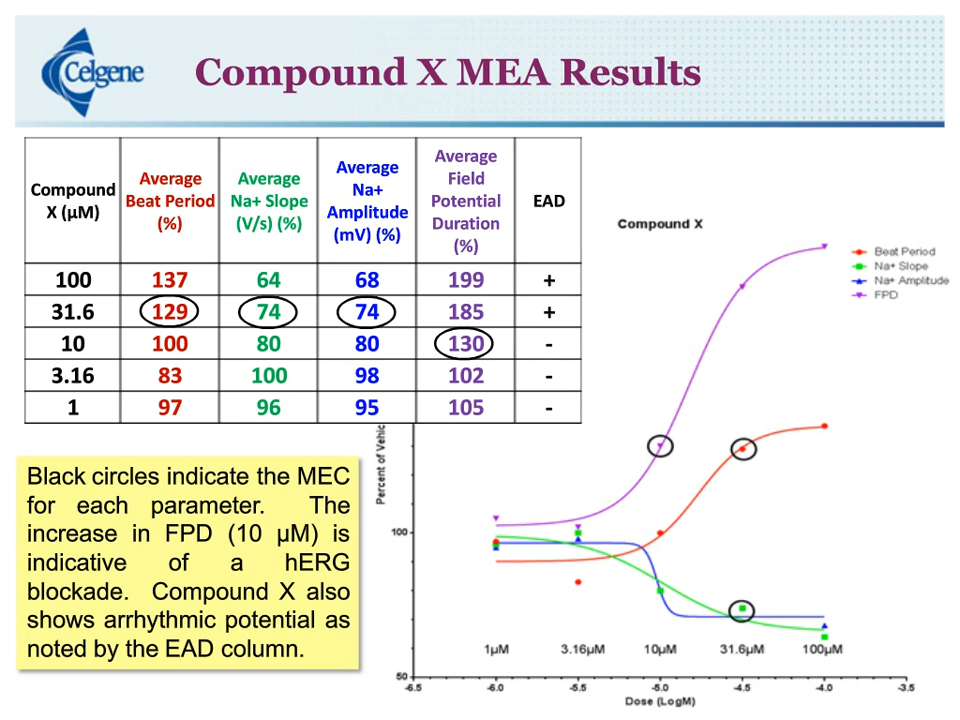 Celgene
Compound X MEA Results
Compound X (µM) Average Beat Period (%) Average Na+ Slope (V/s) (%) Average Na+ Amplitude (mV) (%) Average Field Potential Duration (%) EAD
100 137 64 68 199 +
31.6 129 74 74 185 +
10 100 80 80 130 -
3.16 83 100 98 102 -
1 97 96 95 105 -
Black circles indicate the MEC
for each parameter. The
increase in FPD (10 µM) is
indicative of a hERG
blockade. Compound X also
shows arrhythmic potential as
noted by the EAD column.
Compound X
Beat Period
Na+ Slope
Na+ Amplitude
FPD
Percent of
100
50
1µM 3.16µM 10µM 31.6µM 100µM
-6.5 -6.0 -5.5 -5.0 -4.5 -4.0 -3.5
Dose (LogM)